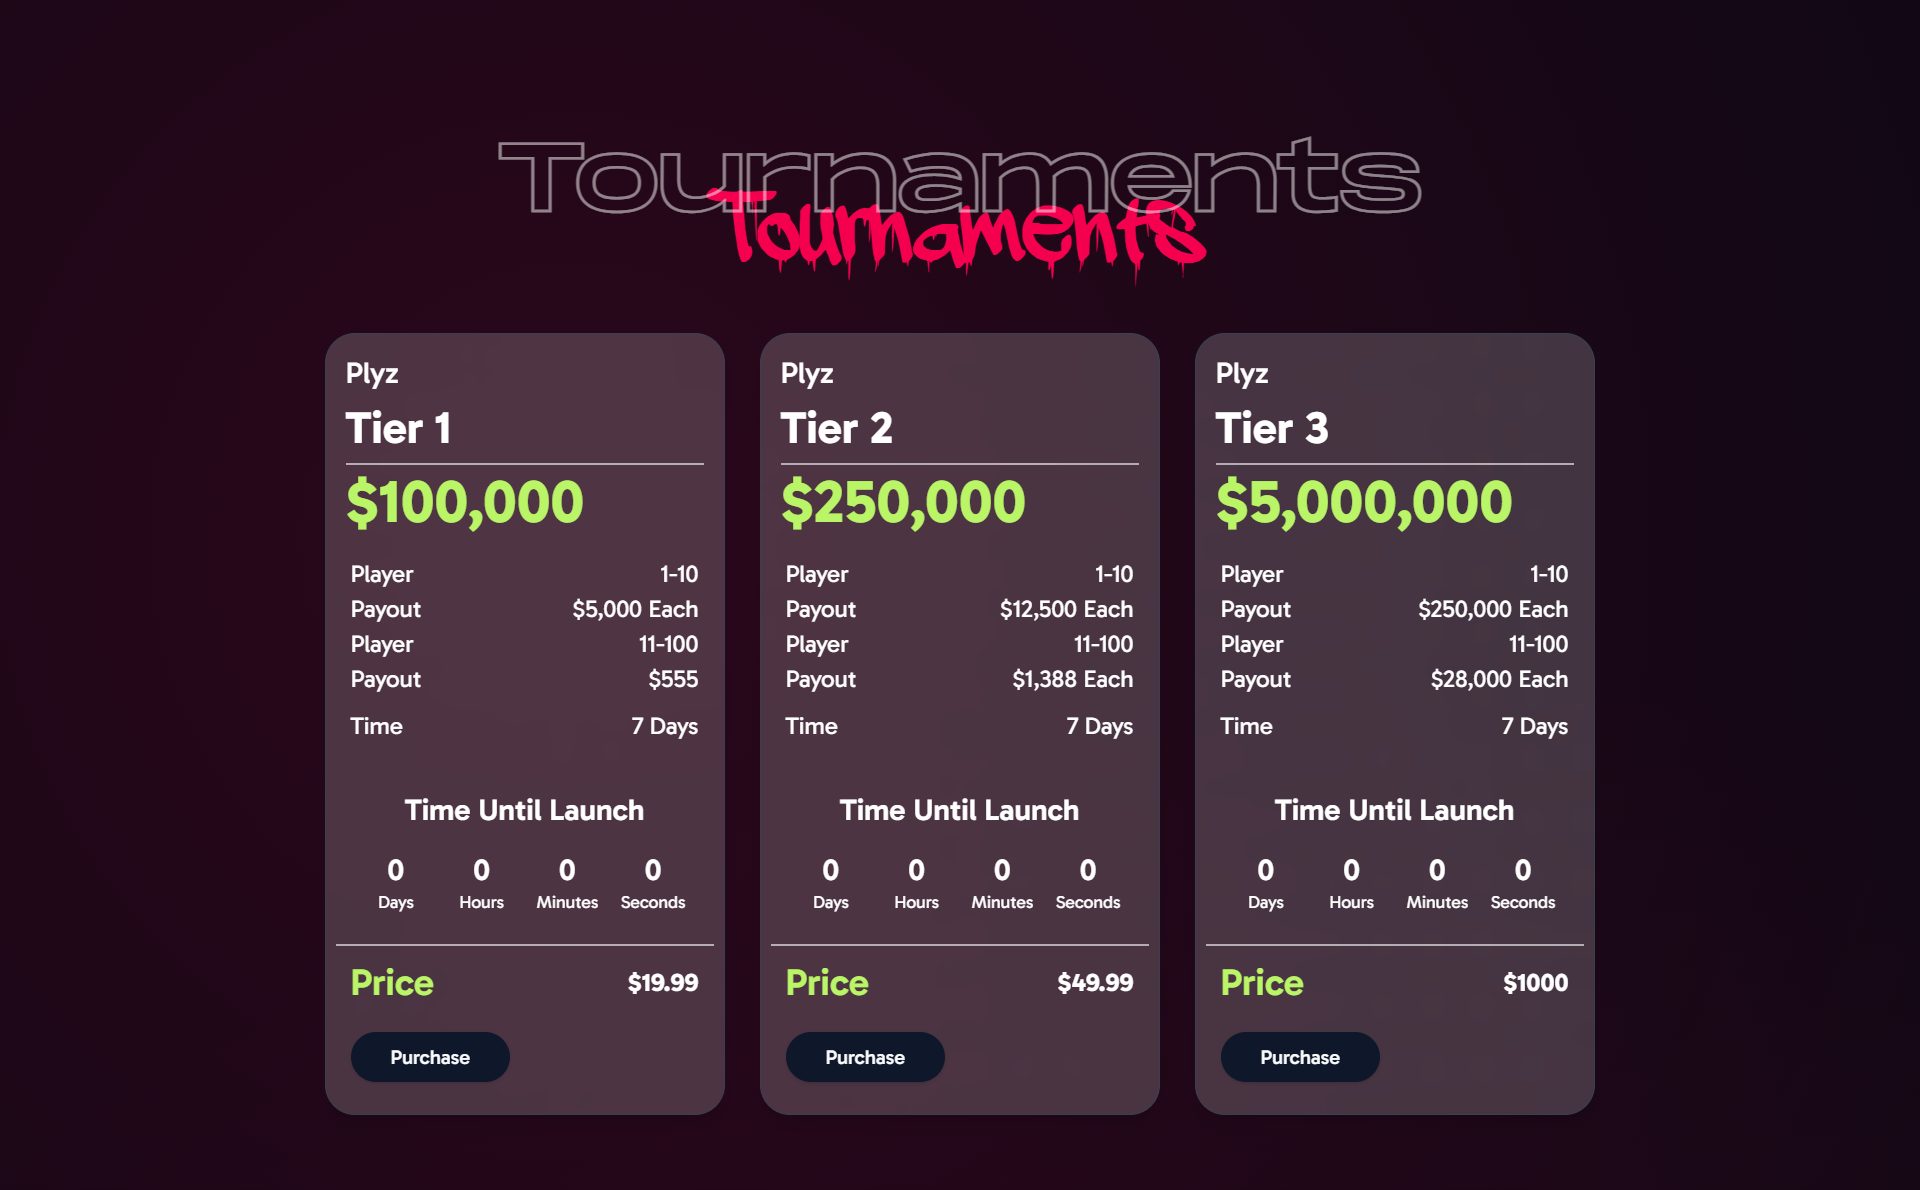 Tournaments
Tournaments
Plyz
Tier 1
$100,000
Player 1-10
Payout $5,000 Each
Player 11-100
Payout $555
Time 7 Days
Time Until Launch
0 0 0 0
Days Hours Minutes Seconds
Price $19.99
Purchase
Plyz
Tier 2
$250,000
Player 1-10
Payout $12,500 Each
Player 11-100
Payout $1,388 Each
Time 7 Days
Time Until Launch
0 0 0 0
Days Hours Minutes Seconds
Price $49.99
Purchase
Plyz
Tier 3
$5,000,000
Player 1-10
Payout $250,000 Each
Player 11-100
Payout $28,000 Each
Time 7 Days
Time Until Launch
0 0 0 0
Days Hours Minutes Seconds
Price $1000
Purchase